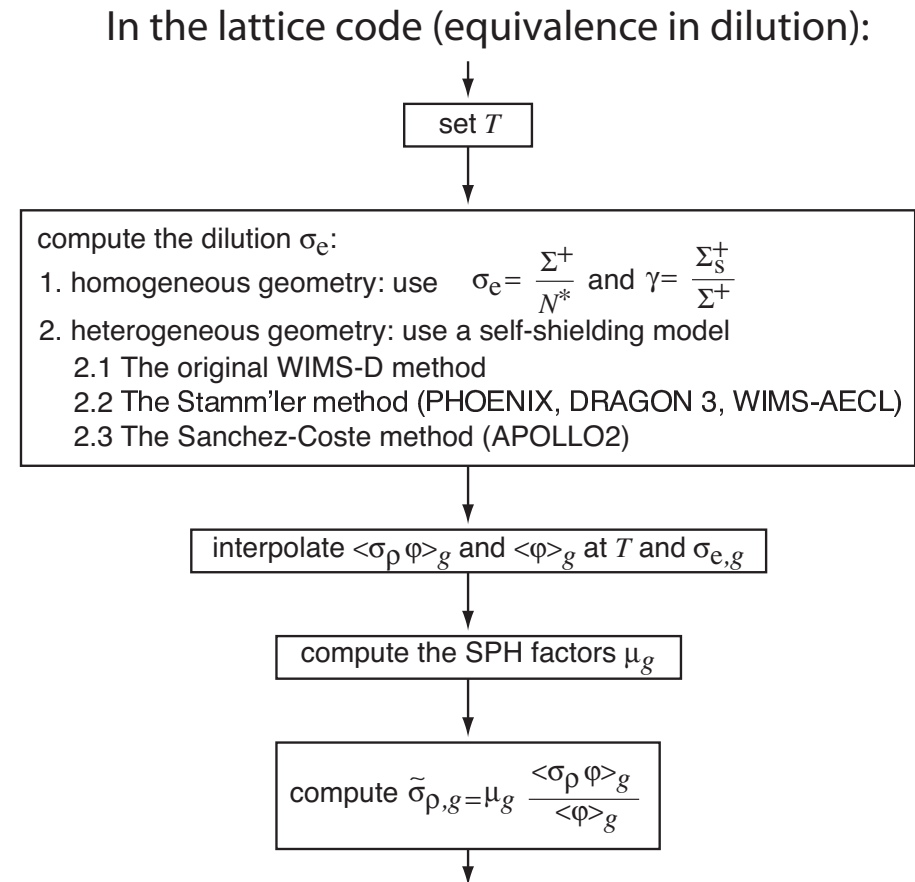 In the lattice code (equivalence in dilution):
set T
compute the dilution σe:
1. homogeneous geometry: use σe = Σ+ / N* and γ= Σs+ / Σ+
2. heterogeneous geometry: use a self-shielding model
2.1 The original WIMS-D method
2.2 The Stamm'ler method (PHOENIX, DRAGON 3, WIMS-AECL)
2.3 The Sanchez-Coste method (APOLLO2)
interpolate <σρ φ>g and <φ>g at T and σe,g
compute the SPH factors μg
compute σ̃ρ,g=μg <σρ φ>g / <φ>g